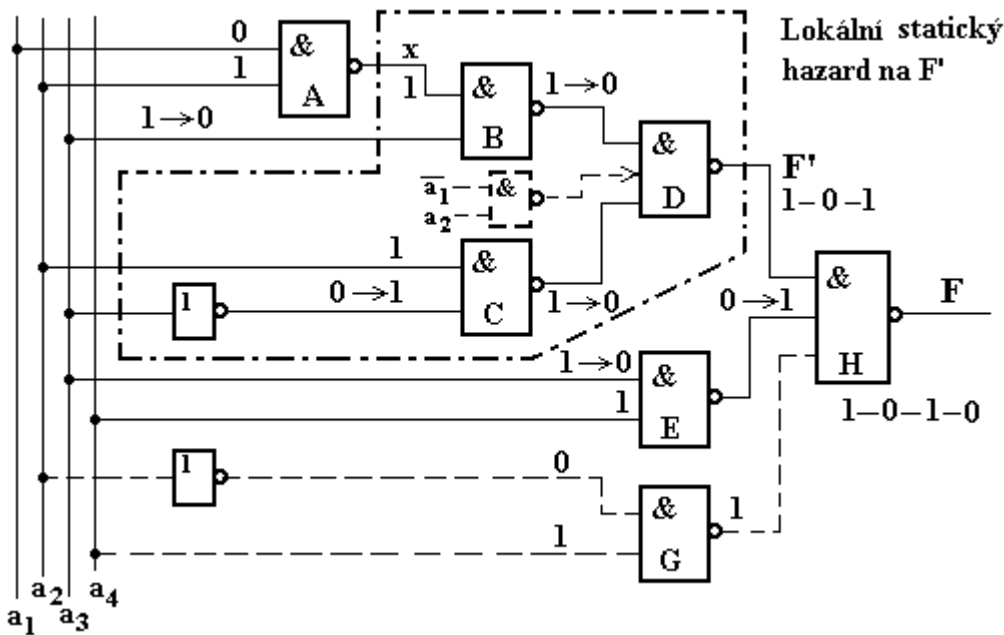 0
&
1
A
x
1
Lokální statický
hazard na F'
1→0
&
B
1→0
&
D
a̅₁
&
a₂
F'
1–0–1
1
&
C
1
0→1
1→0
0→1
&
H
F
1→0
&
1
E
1–0–1–0
1
0
&
G
1
1
a₁
a₂
a₃
a₄